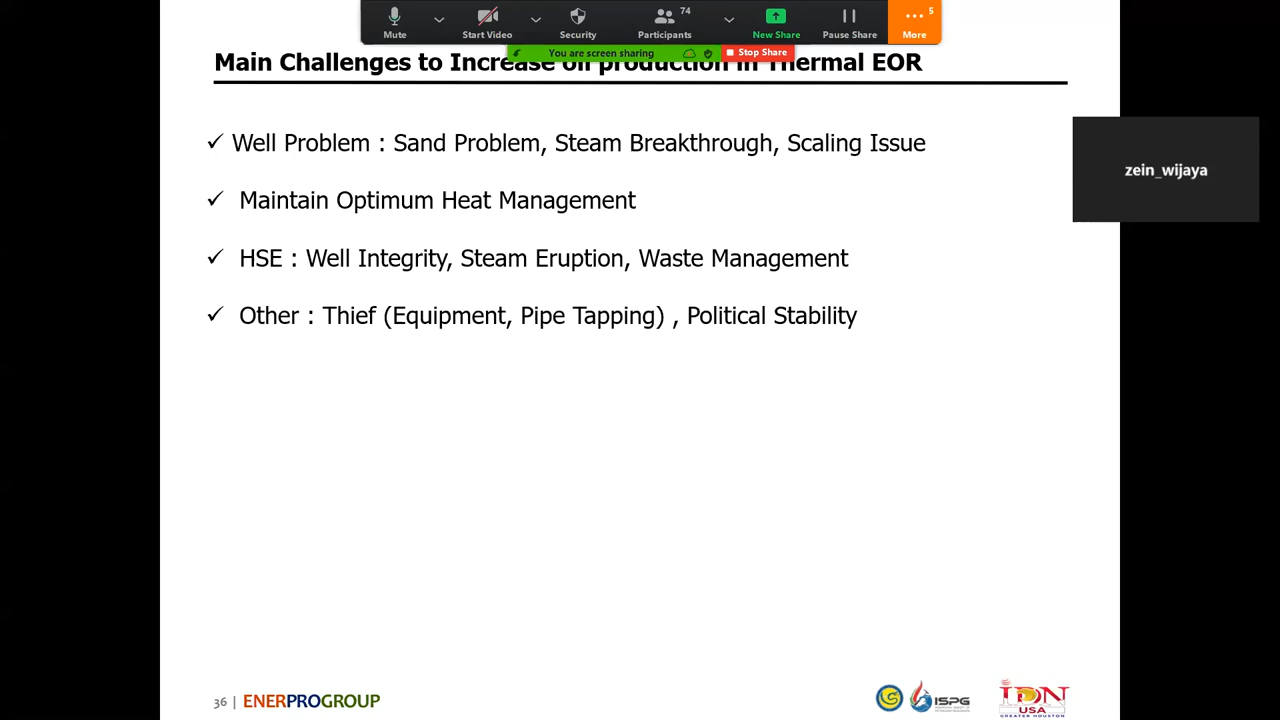 74
5
Mute
Start Video
Security
Participants
New Share
Pause Share
More
You are screen sharing
Stop Share
Main Challenges to Increase oil production in Thermal EOR
zein_wijaya
✓ Well Problem : Sand Problem, Steam Breakthrough, Scaling Issue
✓ Maintain Optimum Heat Management
✓ HSE : Well Integrity, Steam Eruption, Waste Management
✓ Other : Thief (Equipment, Pipe Tapping) , Political Stability
36 | ENERPROGROUP
ISPG
IDN
USA
GREATER HOUSTON